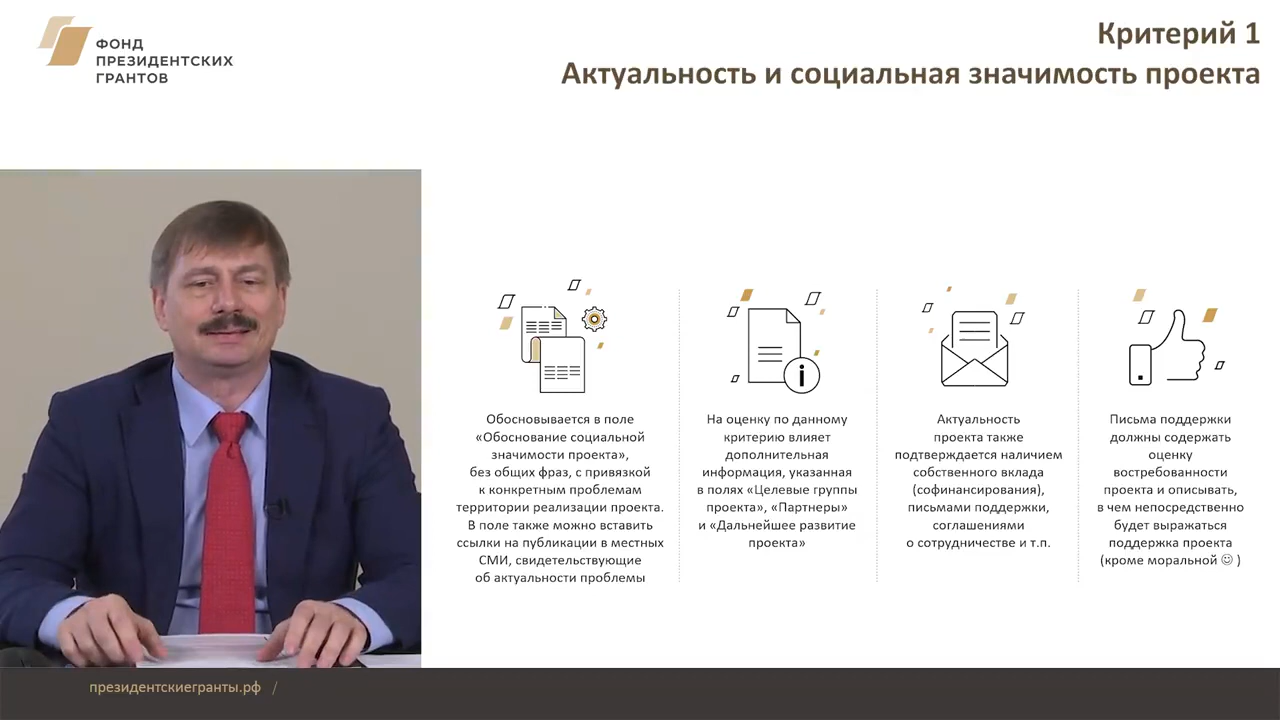 ФОНД
ПРЕЗИДЕНТСКИХ
ГРАНТОВ
Критерий 1
Актуальность и социальная значимость проекта
Обосновывается в поле
«Обоснование социальной
значимости проекта»,
без общих фраз, с привязкой
к конкретным проблемам
территории реализации проекта.
В поле также можно вставить
ссылки на публикации в местных
СМИ, свидетельствующие
об актуальности проблемы
i
На оценку по данному
критерию влияет
дополнительная
информация, указанная
в полях «Целевые группы
проекта», «Партнеры»
и «Дальнейшее развитие
проекта»
Актуальность
проекта также
подтверждается наличием
собственного вклада
(софинансирования),
письмами поддержки,
соглашениями
о сотрудничестве и т.п.
Письма поддержки
должны содержать
оценку
востребованности
проекта и описывать,
в чем непосредственно
будет выражаться
поддержка проекта
(кроме моральной ☺ )
президентскиегранты.рф /